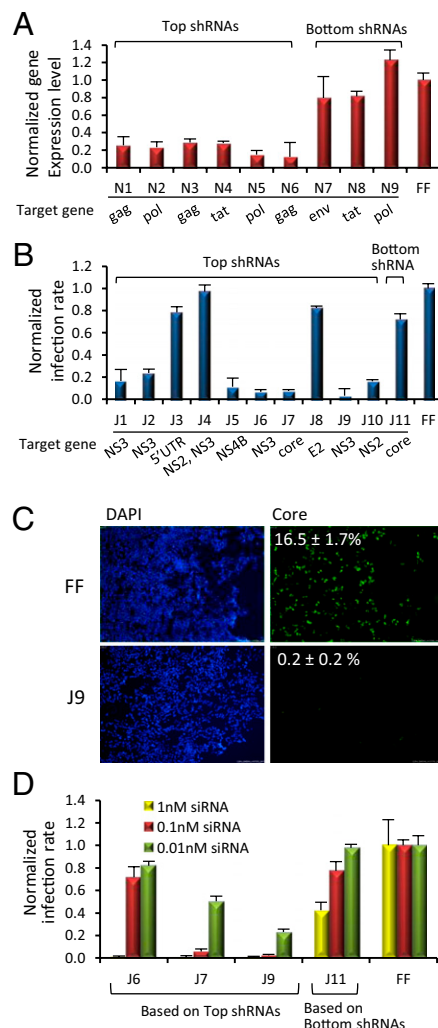 A
Top shRNAs
Bottom shRNAs
Normalized gene
Expression level
1.4
1.2
1.0
0.8
0.6
0.4
0.2
0.0
N1 N2 N3 N4 N5 N6 N7 N8 N9 FF
Target gene gag pol gag tat pol gag env tat pol
B
Top shRNAs
Bottom
shRNA
Normalized
infection rate
1.2
1.0
0.8
0.6
0.4
0.2
0
J1 J2 J3 J4 J5 J6 J7 J8 J9 J10 J11 FF
Target gene NS3 NS3 5'UTR NS2, NS3 NS4B NS3 core E2 NS3 NS2 core
C
DAPI Core
FF
16.5 ± 1.7%
J9
0.2 ± 0.2 %
D
Normalized
infection rate
1.4
1.2
1.0
0.8
0.6
0.4
0.2
0.0
1nM siRNA
0.1nM siRNA
0.01nM siRNA
J6 J7 J9 J11 FF
Based on Top shRNAs
Based on
Bottom shRNAs